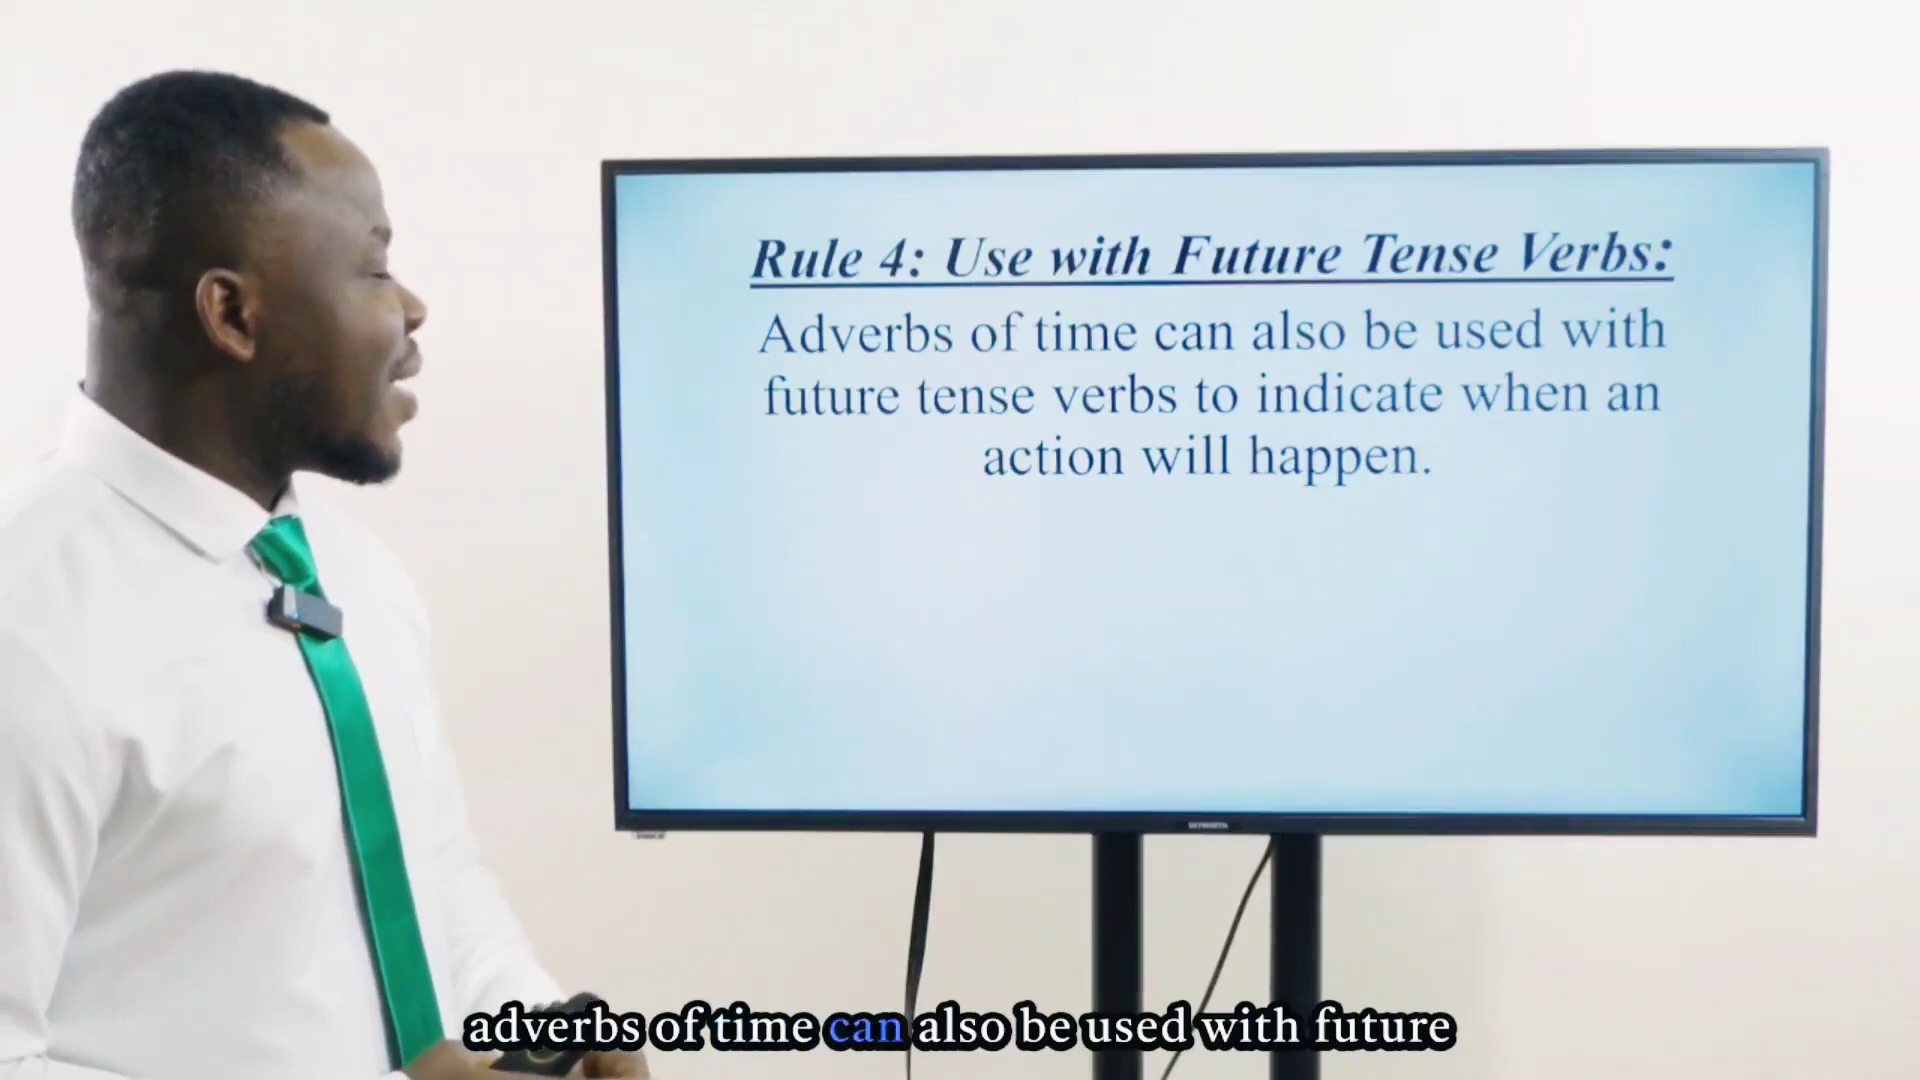 Rule 4: Use with Future Tense Verbs:
Adverbs of time can also be used with
future tense verbs to indicate when an
action will happen.
SKYWORTH
adverbs of time can also be used with future